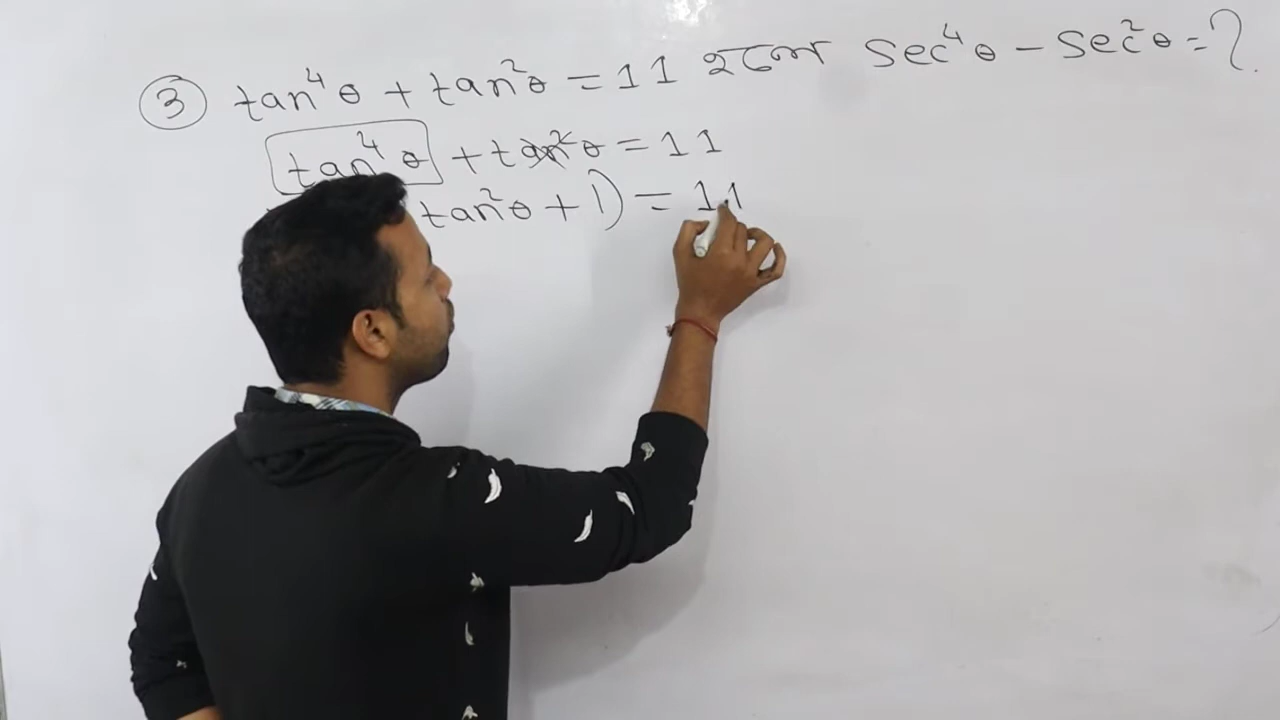 ③ tan⁴θ + tan²θ = 11 হলে sec⁴θ - sec²θ = ?
tan⁴θ + tan²θ = 11
tan²θ + 1) = 11